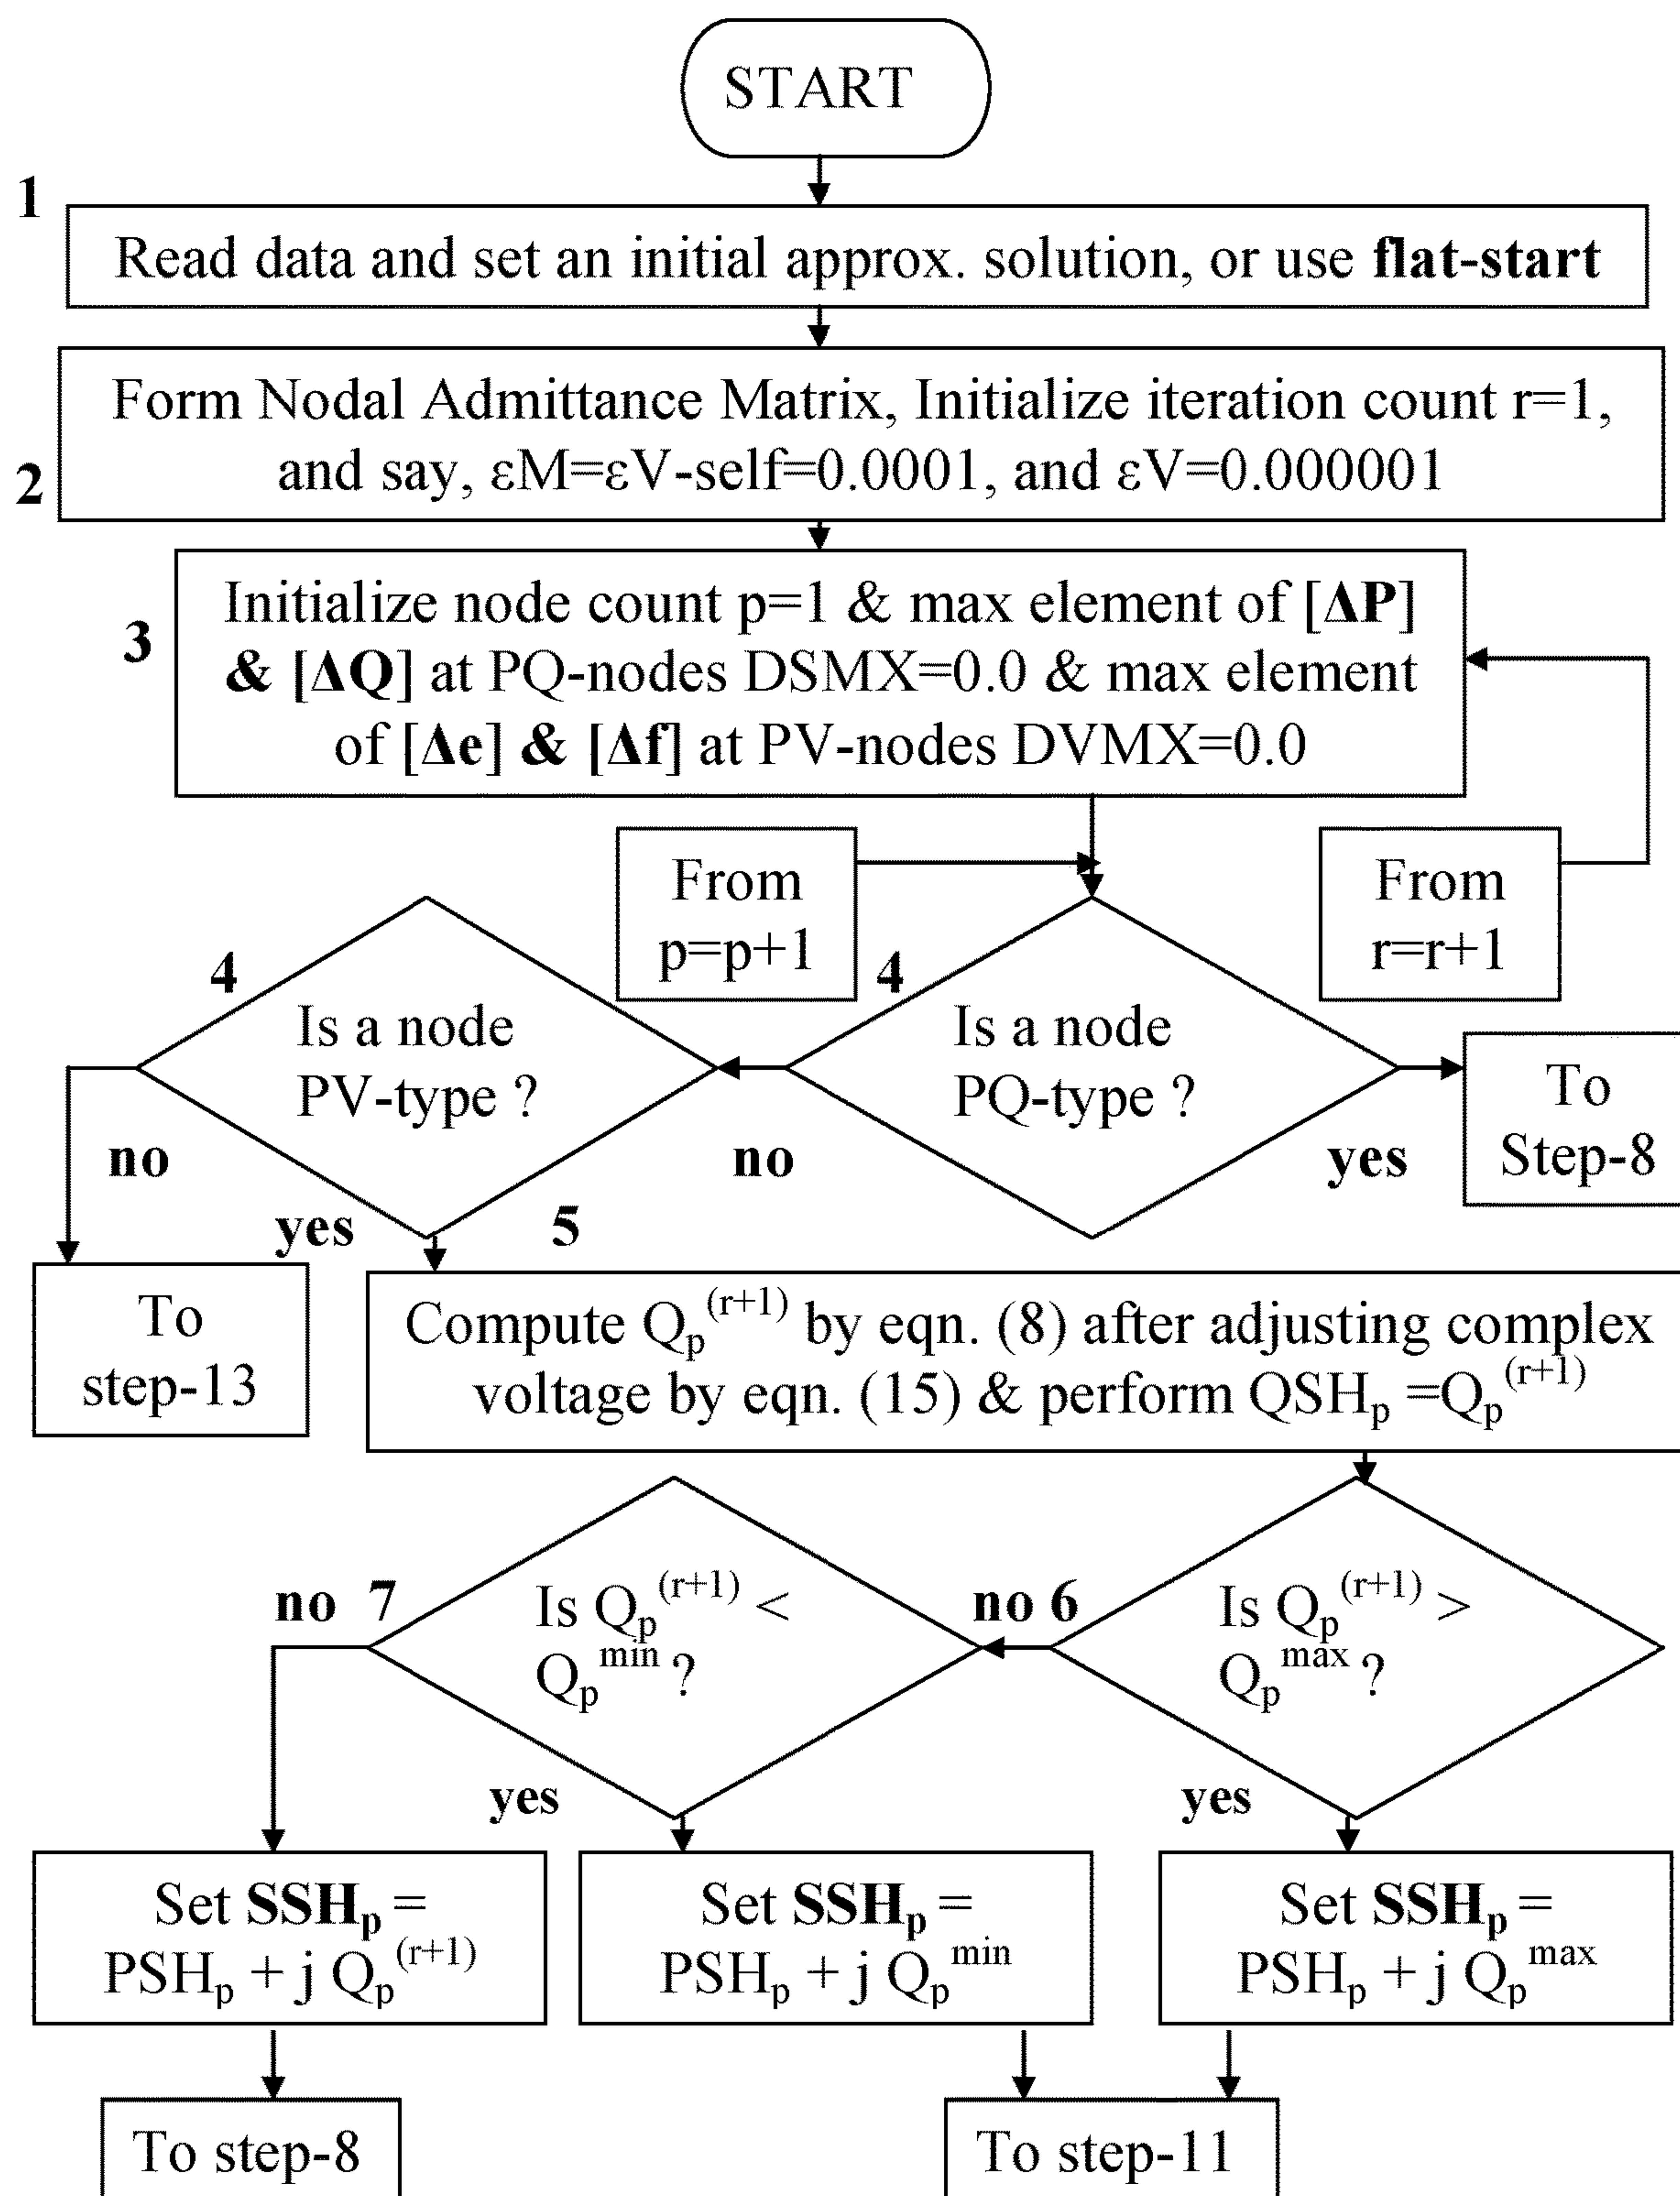 START
1
Read data and set an initial approx. solution, or use flat-start
Form Nodal Admittance Matrix, Initialize iteration count r=1,
2
and say, εM=εV-self=0.0001, and εV=0.000001
Initialize node count p=1 & max element of [ΔP]
3
& [ΔQ] at PQ-nodes DSMX=0.0 & max element
of [Δe] & [Δf] at PV-nodes DVMX=0.0
From
p=p+1
From
r=r+1
4
Is a node
PV-type ?
4
Is a node
PQ-type ?
To
Step-8
no
no
yes
yes
5
To
step-13
Compute Qp(r+1) by eqn. (8) after adjusting complex
voltage by eqn. (15) & perform QSHp =Qp(r+1)
no 7
Is Qp(r+1) <
Qpmin ?
no 6
Is Qp(r+1) >
Qpmax ?
yes
yes
Set SSHp =
PSHp + j Qp(r+1)
Set SSHp =
PSHp + j Qpmin
Set SSHp =
PSHp + j Qpmax
To step-8
To step-11